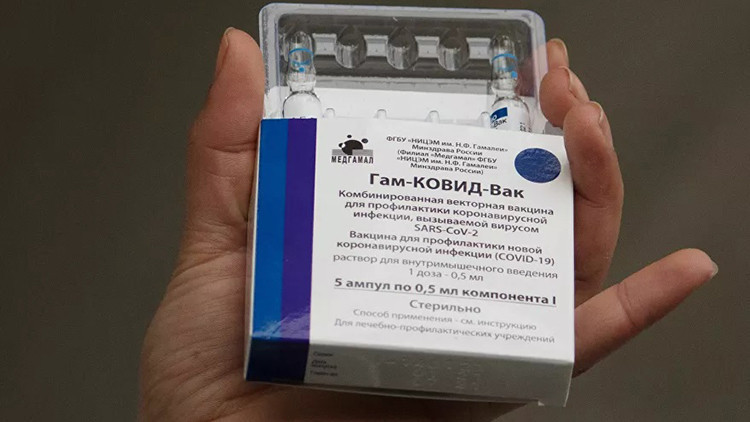 Вак
МЕДГАМАЛ
ФГБУ «НИЦЭМ им. Н.Ф. Гамалеи»
Минздрава России
(Филиал «Медгамал» ФГБУ
«НИЦЭМ им. Н.Ф. Гамалеи»
Минздрава России)
Гам-КОВИД-Вак
Комбинированная векторная вакцина
для профилактики коронавирусной
инфекции, вызываемой вирусом
SARS-CoV-2
Вакцина для профилактики новой
коронавирусной инфекции (COVID-19)
раствор для внутримышечного введения
1 доза - 0,5 мл
5 ампул по 0,5 мл компонента I
Стерильно
Способ применения - см. инструкцию
Для лечебно-профилактических учреждений